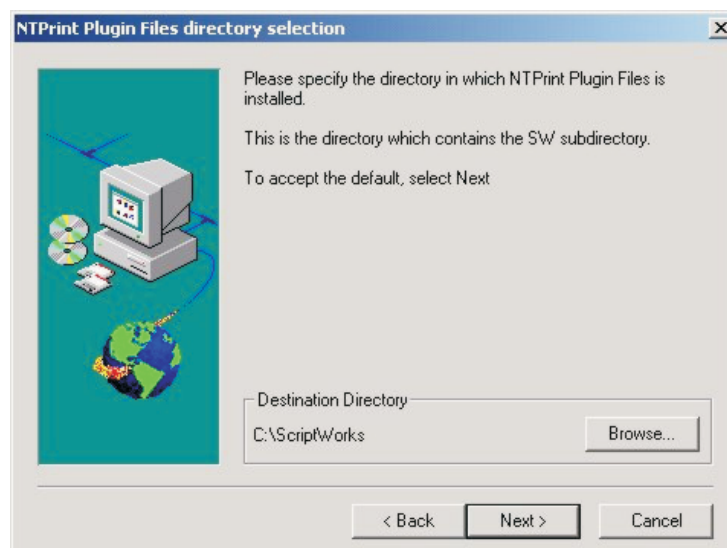 NTPrint Plugin Files directory selection
Please specify the directory in which NTPrint Plugin Files is
installed.
This is the directory which contains the SW subdirectory.
To accept the default, select Next
Destination Directory
C:\ScriptWorks
Browse...
< Back
Next >
Cancel